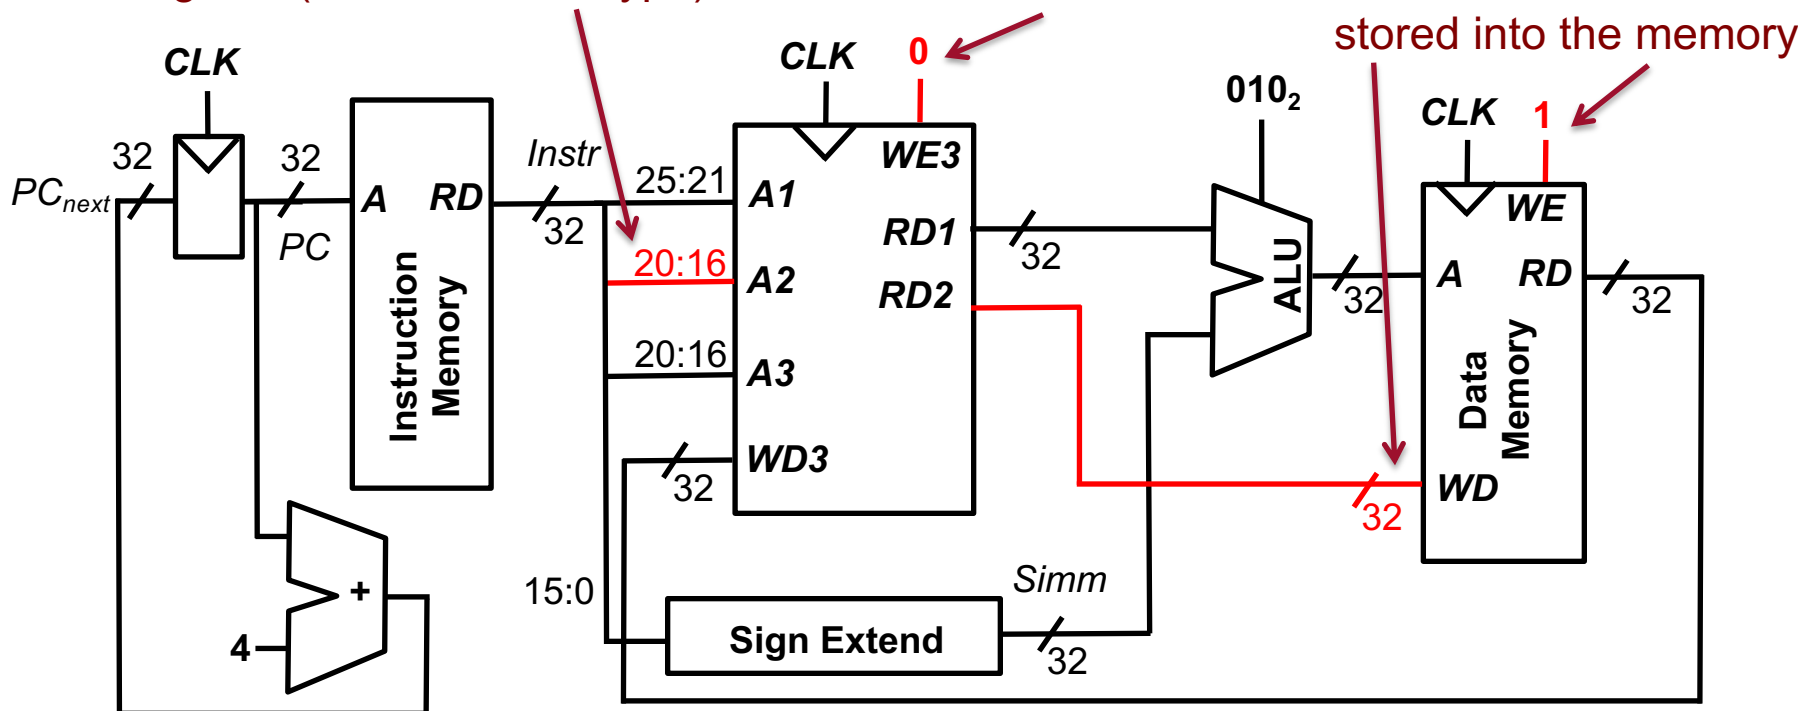 stored into the memory
CLK
CLK
0
010₂
CLK
1
32
32
Instr
25:21
A1
WE3
PC_next
PC
A
RD
32
20:16
A2
RD1
32
RD2
WE
A
RD
32
32
Instruction Memory
20:16
A3
ALU
Data Memory
WD3
32
WD
32
15:0
Simm
+
4
Sign Extend
32